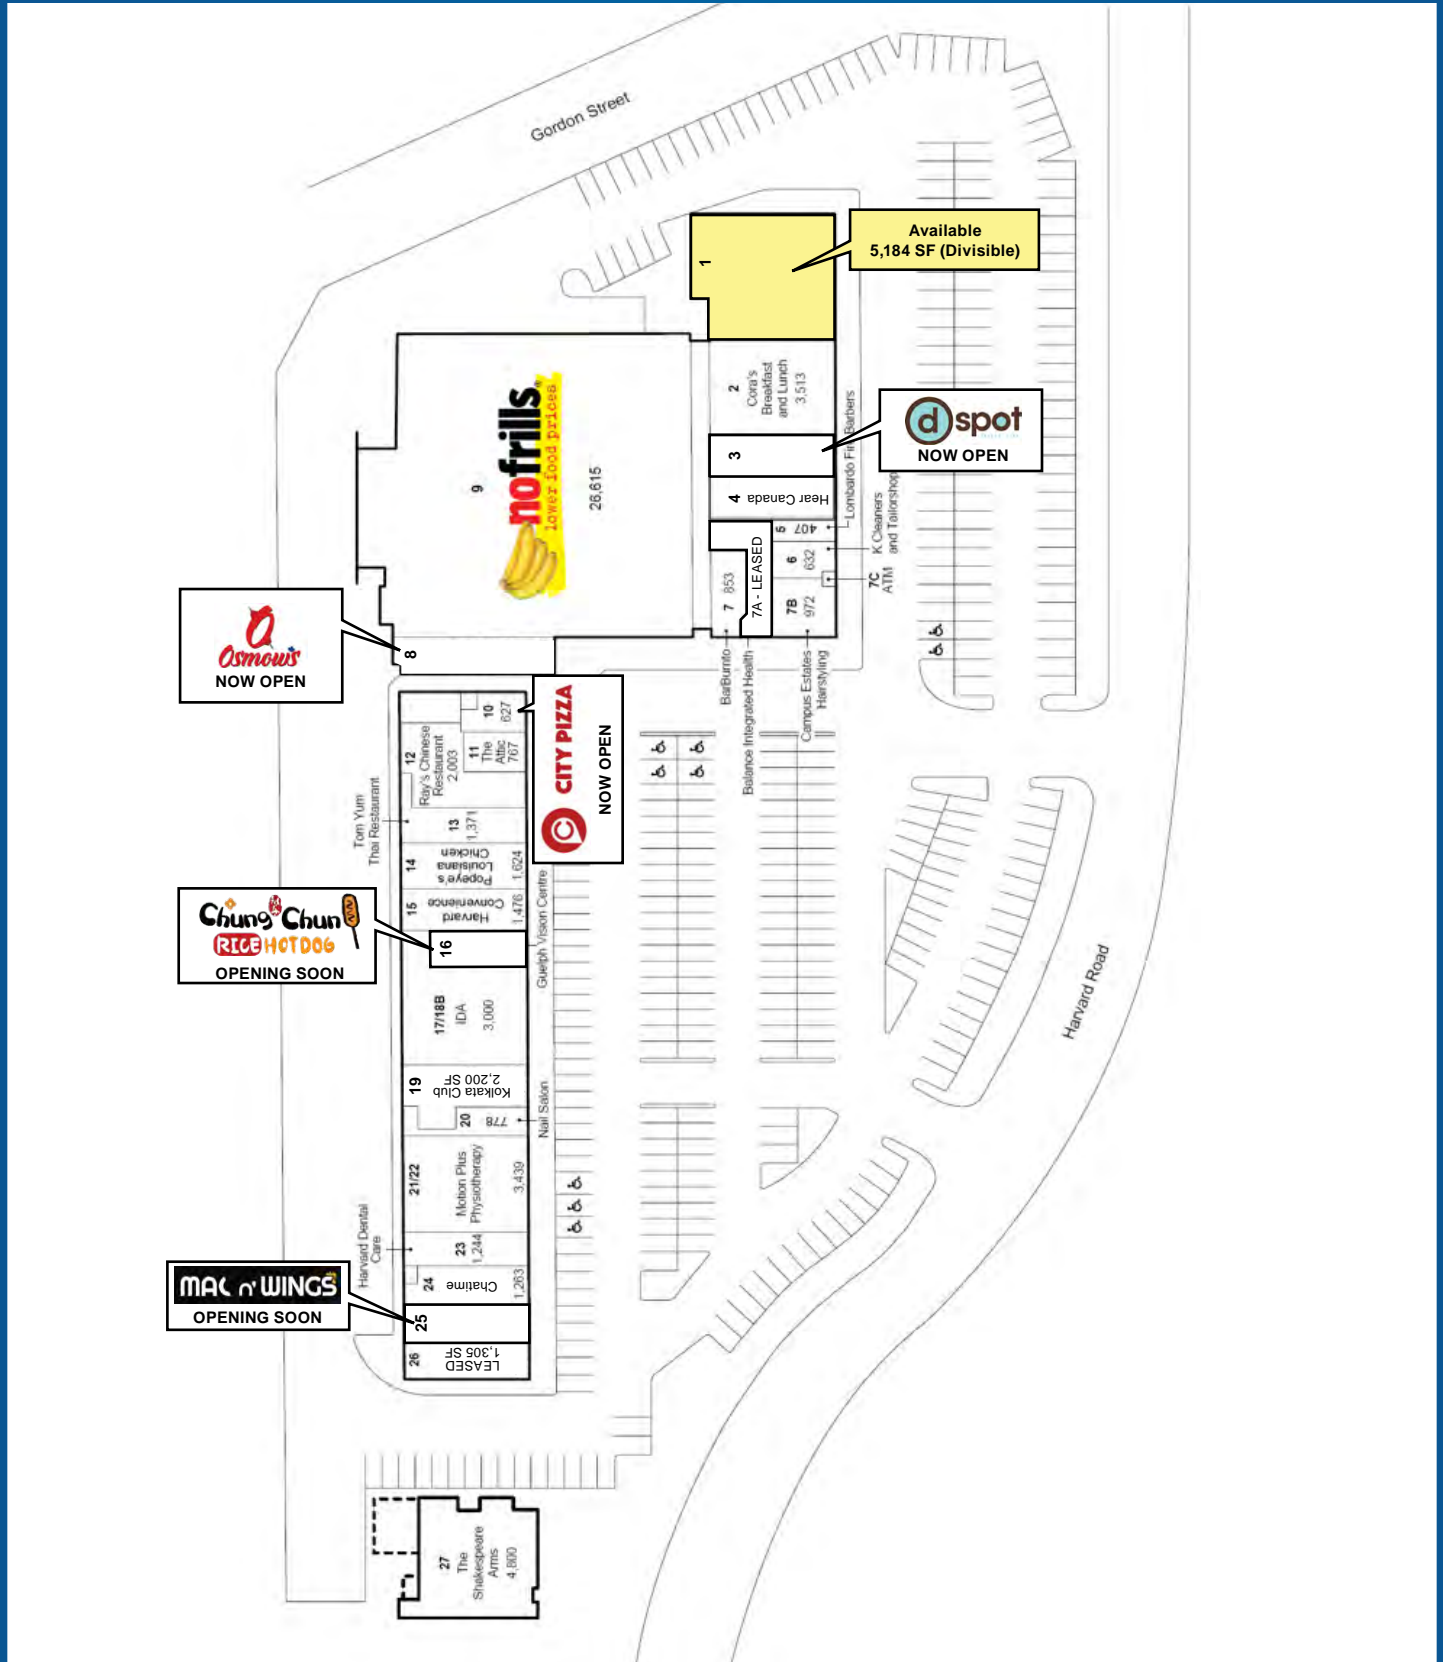 Gordon Street
1
Available
5,184 SF (Divisible)
2
Cora's
Breakfast
and Lunch
3,513
d spot
NOW OPEN
3
4
Hear Canada
9
nofrills®
lower food prices
26,615
5
407
Lombardo Fine Barbers
6
632
K Cleaners
and Tailorshop
7C
ATM
7A - LEASED
7
853
7B
972
BarBurrito
Balance Integrated Health
Campus Estates
Hairstyling
Osmow's
NOW OPEN
8
10
627
CITY PIZZA
NOW OPEN
11
The
Attic
767
12
Ray's Chinese
Restaurant
2,003
Tom Yum
Thai Restaurant
13
1,371
14
Popeye's
Louisiana
Chicken
1,624
15
Harvard
Convenience
1,476
Chung Chun
RICE HOTDOG
OPENING SOON
16
Guelph Vision Centre
17/18B
IDA
3,000
19
Kolkata Club
2,200 SF
20
778
Nail Salon
21/22
Motion Plus
Physiotherapy
3,439
Harvard Dental
Care
23
1,244
24
Chatime
1,263
MAC n' WINGS
OPENING SOON
25
26
LEASED
1,305 SF
27
The
Shakespeare
Arms
4,800
Harvard Road